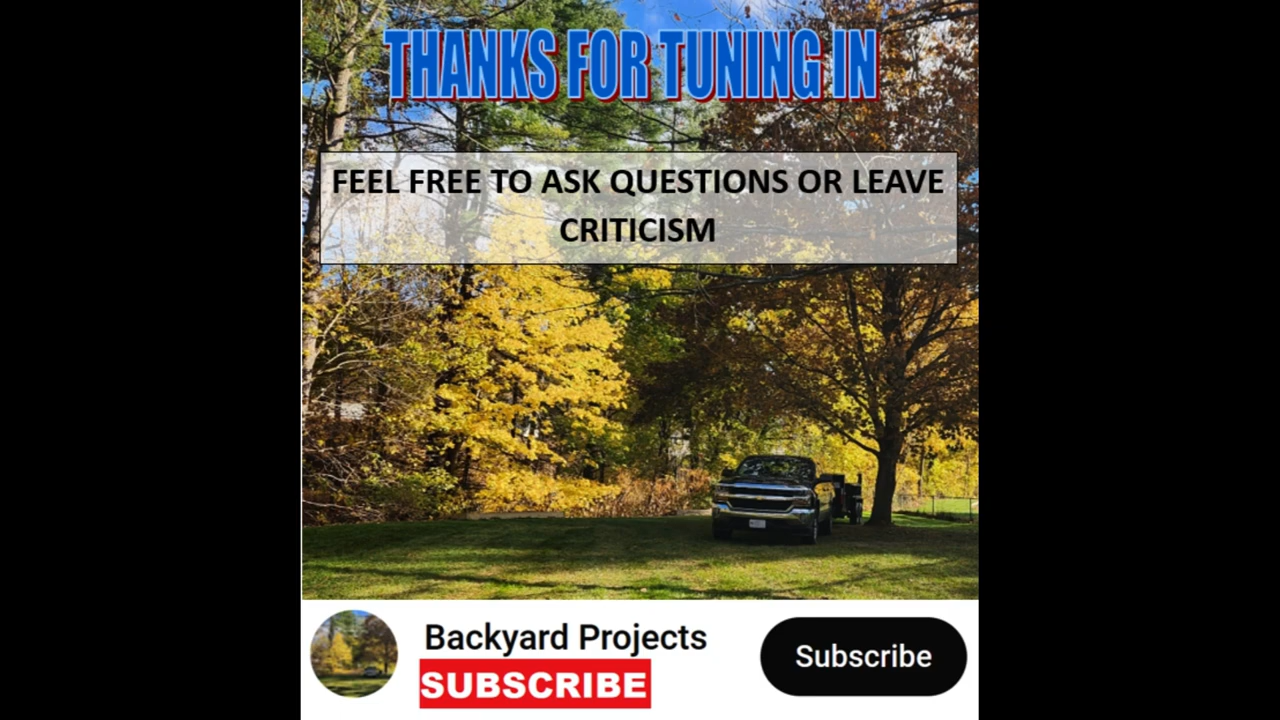 THANKS FOR TUNING IN
FEEL FREE TO ASK QUESTIONS OR LEAVE
CRITICISM
Backyard Projects
Subscribe
SUBSCRIBE